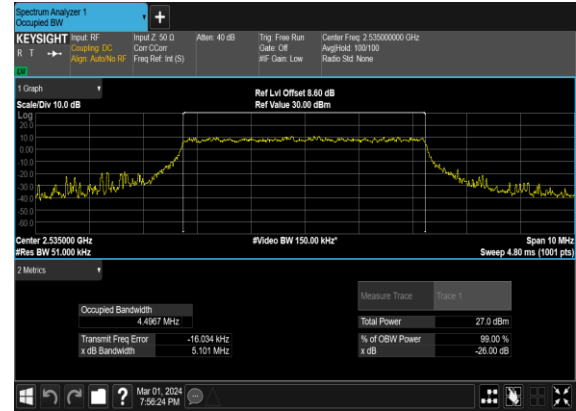 Spectrum Analyzer 1
Occupied BW
KEYSIGHT
R T
LU
Input: RF
Coupling: DC
Align: Auto/No RF
Input Z: 50 Ω
Corr CCorr
Freq Ref: Int (S)
Atten: 40 dB
Trig: Free Run
Gate: Off
#IF Gain: Low
Center Freq: 2.535000000 GHz
Avg|Hold: 100/100
Radio Std: None
1 Graph
Scale/Div 10.0 dB
Ref Lvl Offset 8.60 dB
Ref Value 30.00 dBm
Log
20.0
10.0
0.00
-10.0
-20.0
-30.0
-40.0
-50.0
-60.0
Center 2.535000 GHz
#Res BW 51.000 kHz
#Video BW 150.00 kHz*
Span 10 MHz
Sweep 4.80 ms (1001 pts)
2 Metrics
Measure Trace Trace 1
Occupied Bandwidth
4.4967 MHz
Total Power 27.0 dBm
Transmit Freq Error -16.034 kHz
x dB Bandwidth 5.101 MHz
% of OBW Power 99.00 %
x dB -26.00 dB
Mar 01, 2024
7:56:24 PM